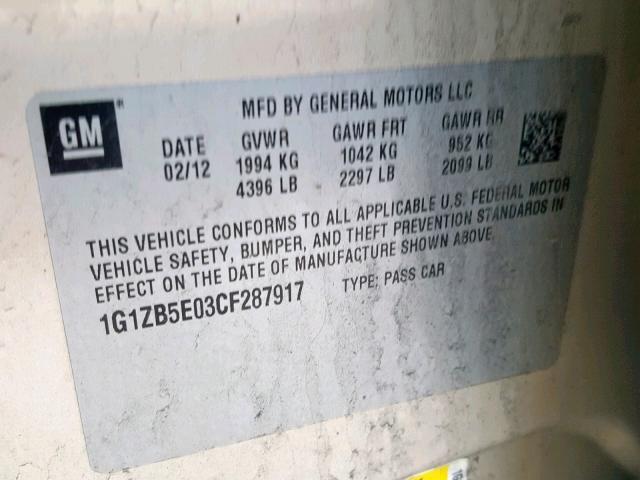 GM
MFD BY GENERAL MOTORS LLC
DATE GVWR GAWR FRT GAWR RR
02/12 1994 KG 1042 KG 952 KG
4396 LB 2297 LB 2099 LB
THIS VEHICLE CONFORMS TO ALL APPLICABLE U.S. FEDERAL MOTOR
VEHICLE SAFETY, BUMPER, AND THEFT PREVENTION STANDARDS IN
EFFECT ON THE DATE OF MANUFACTURE SHOWN ABOVE.
1G1ZB5E03CF287917 TYPE: PASS CAR